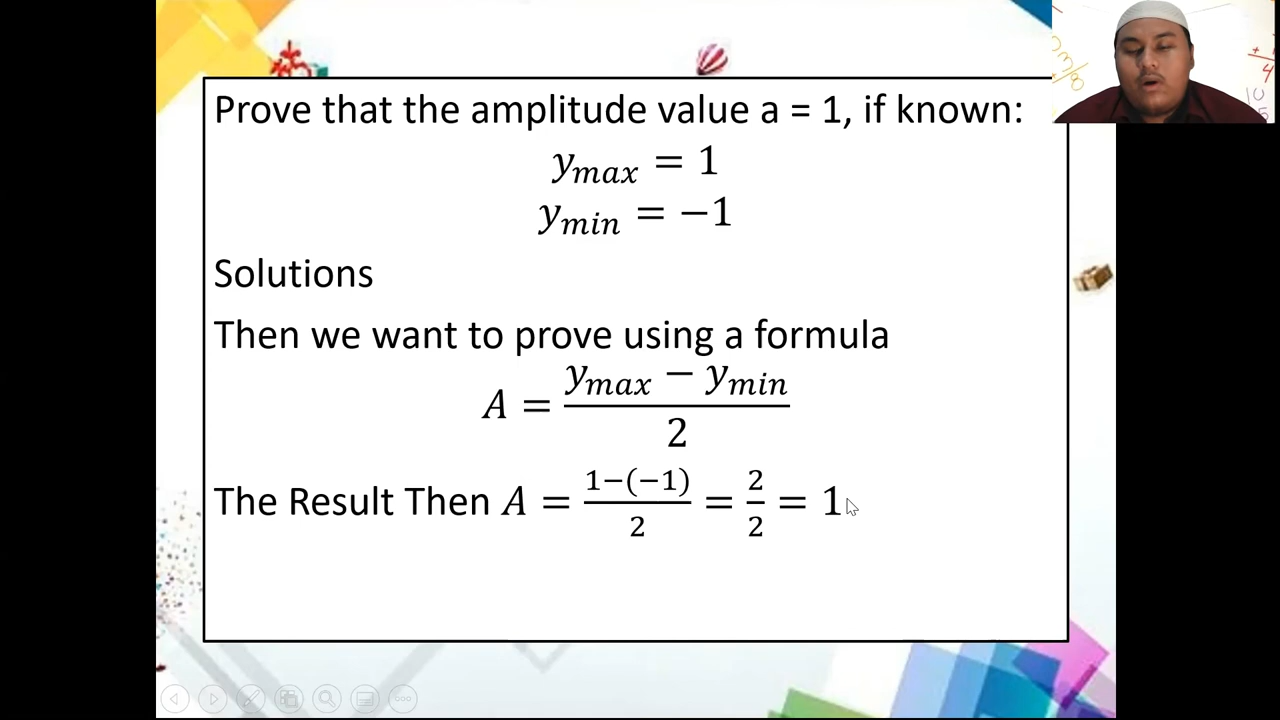 Prove that the amplitude value a = 1, if known:
y_max = 1
y_min = −1
Solutions
Then we want to prove using a formula
A = (y_max − y_min) / 2
The Result Then A = (1−(−1)) / 2 = 2/2 = 1